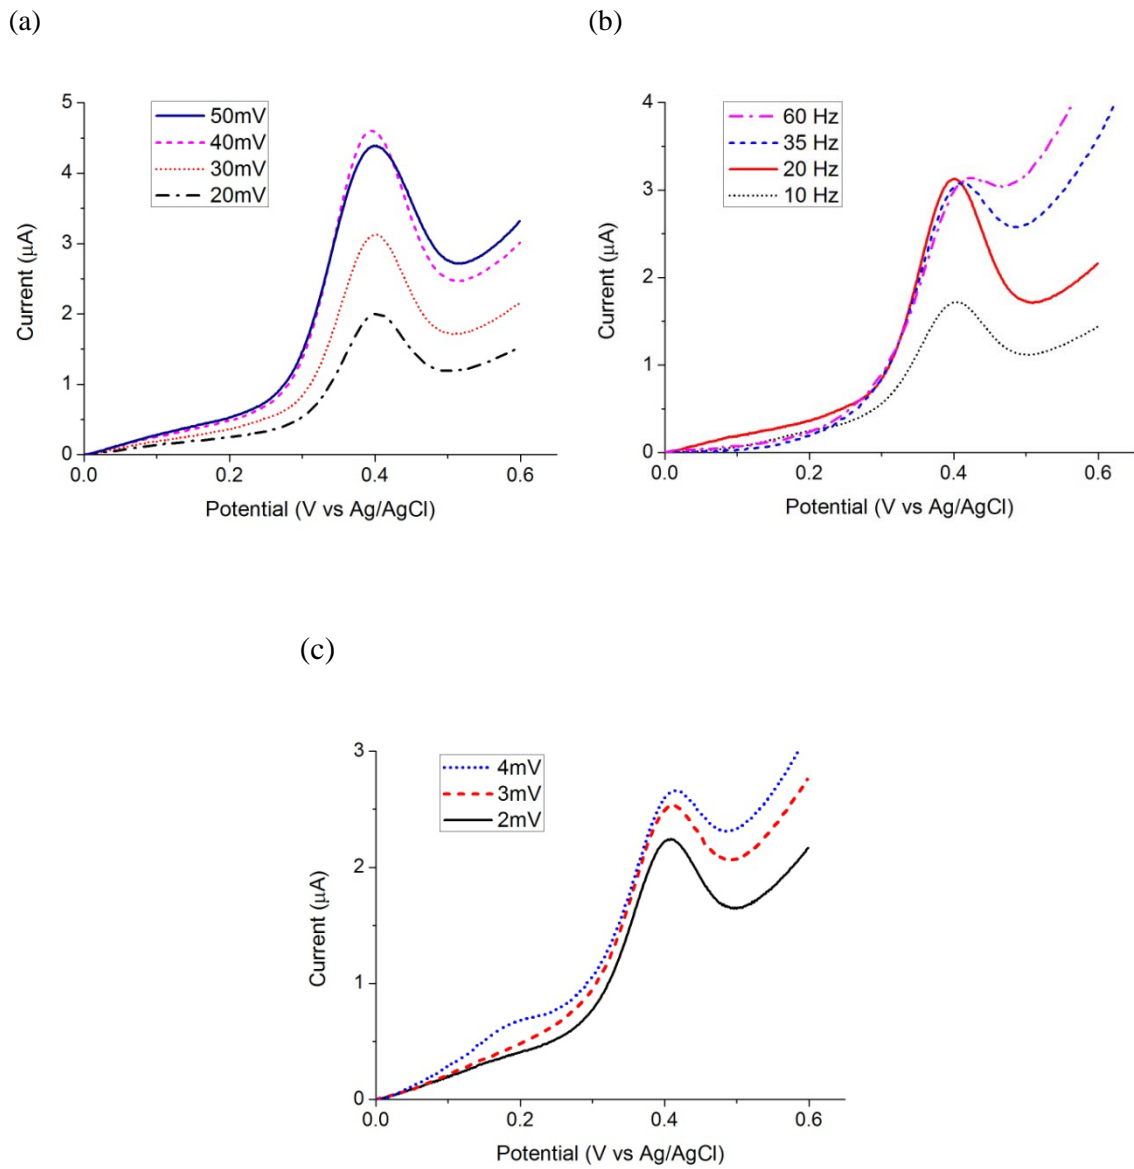 (a)
5
4
3
2
1
0
Current (μA)
50mV
40mV
30mV
20mV
0.0 0.2 0.4 0.6
Potential (V vs Ag/AgCl)
(b)
4
3
2
1
0
Current (μA)
60 Hz
35 Hz
20 Hz
10 Hz
0.0 0.2 0.4 0.6
Potential (V vs Ag/AgCl)
(c)
3
2
1
0
Current (μA)
4mV
3mV
2mV
0.0 0.2 0.4 0.6
Potential (V vs Ag/AgCl)